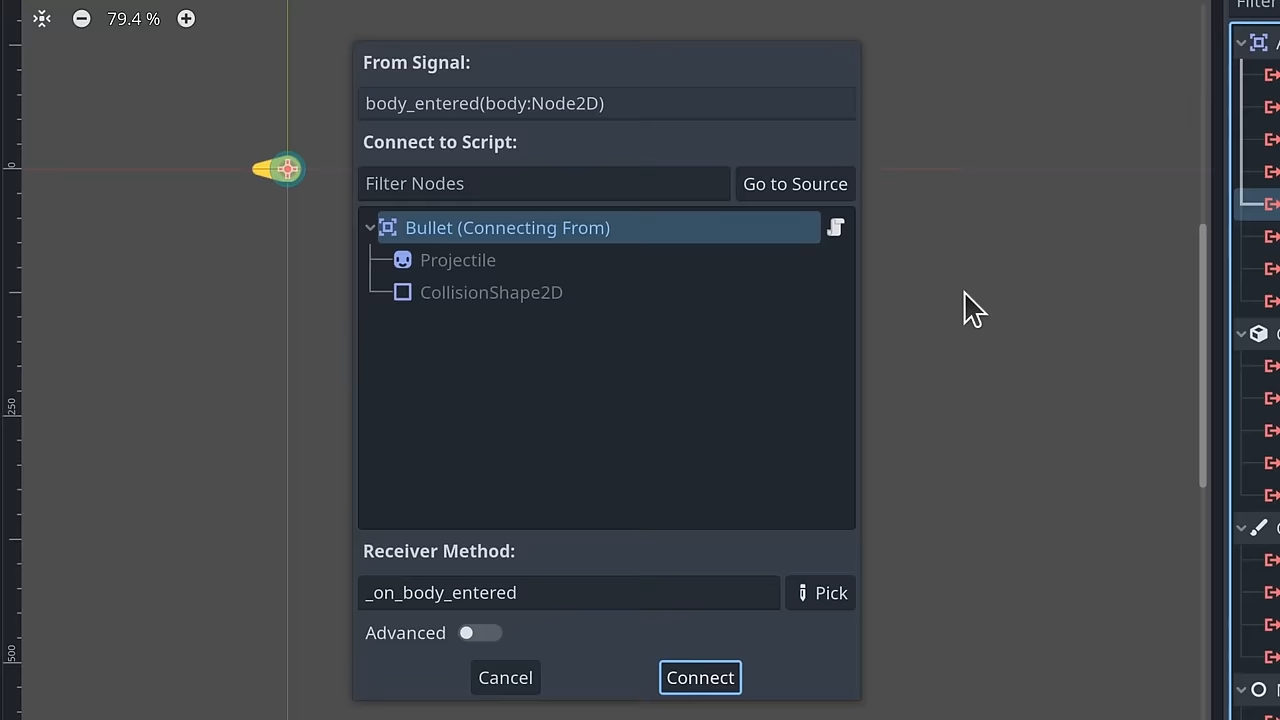 79.4 %
Filter
From Signal:
body_entered(body:Node2D)
Connect to Script:
Filter Nodes
Go to Source
Bullet (Connecting From)
Projectile
CollisionShape2D
Receiver Method:
_on_body_entered
Pick
Advanced
Cancel
Connect
0
250
500